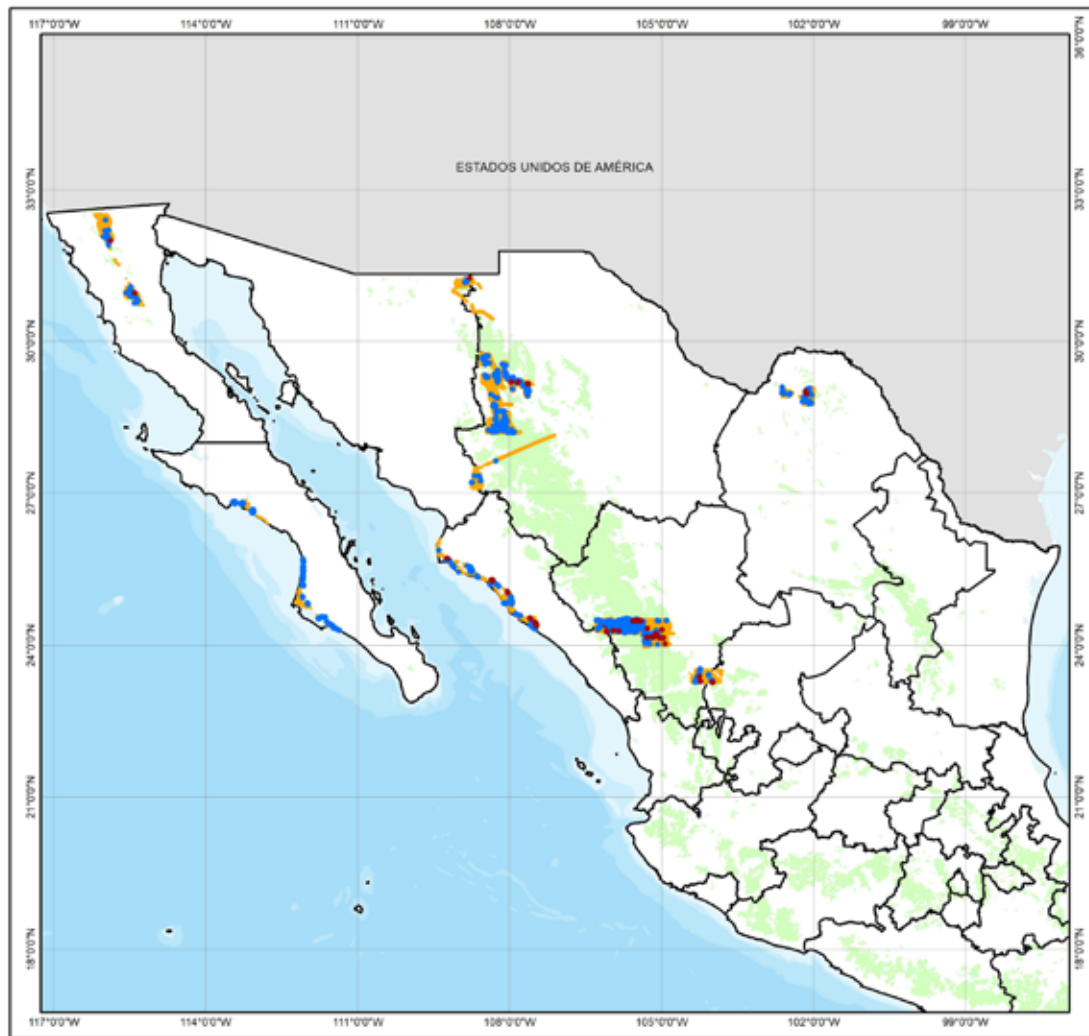 117°0'0"W 114°0'0"W 111°0'0"W 108°0'0"W 105°0'0"W 102°0'0"W 99°0'0"W
36°0'0"N
ESTADOS UNIDOS DE AMÉRICA
33°0'0"N 33°0'0"N
30°0'0"N 30°0'0"N
27°0'0"N 27°0'0"N
24°0'0"N 24°0'0"N
21°0'0"N 21°0'0"N
18°0'0"N 18°0'0"N
117°0'0"W 114°0'0"W 111°0'0"W 108°0'0"W 105°0'0"W 102°0'0"W 99°0'0"W